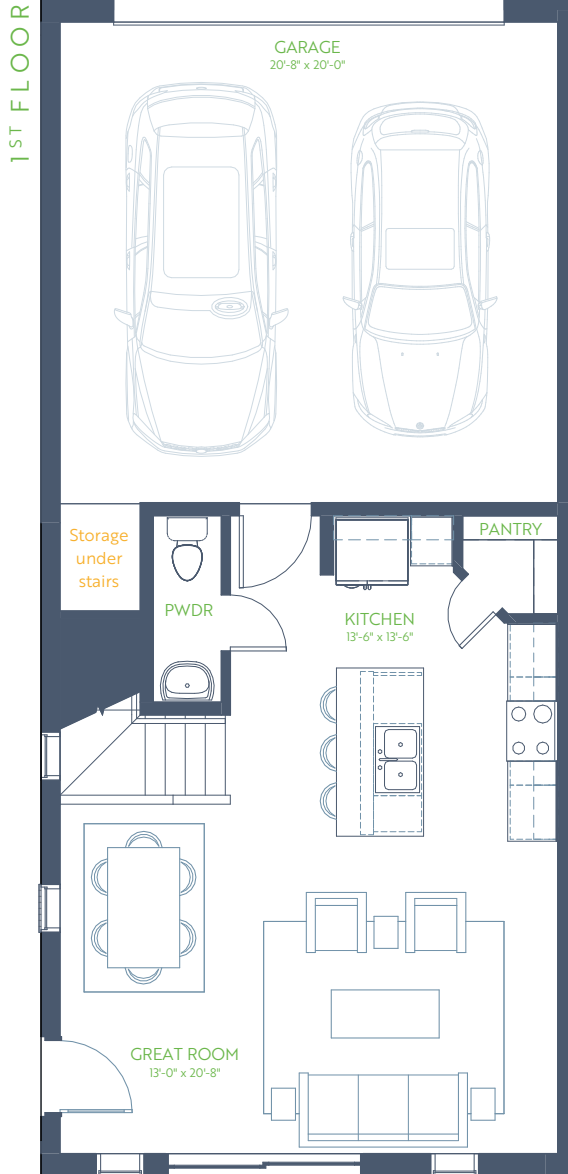 1ST FLOOR
GARAGE
20'-8" x 20'-0"
Storage
under
stairs
PANTRY
PWDR
KITCHEN
13'-6" x 13'-6"
GREAT ROOM
13'-0" x 20'-8"